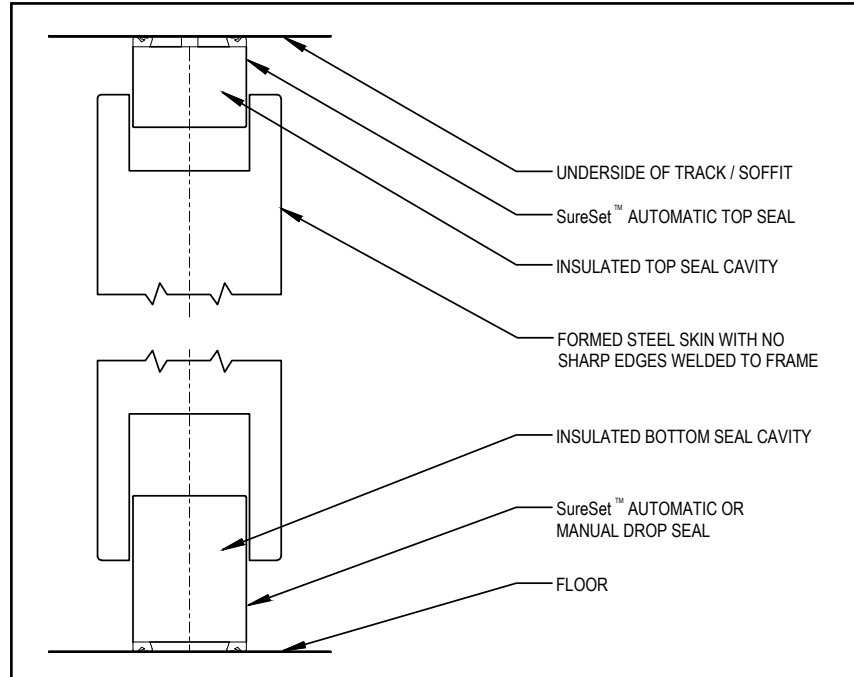 UNDERSIDE OF TRACK / SOFFIT
SureSet™ AUTOMATIC TOP SEAL
INSULATED TOP SEAL CAVITY
FORMED STEEL SKIN WITH NO
SHARP EDGES WELDED TO FRAME
INSULATED BOTTOM SEAL CAVITY
SureSet™ AUTOMATIC OR
MANUAL DROP SEAL
FLOOR